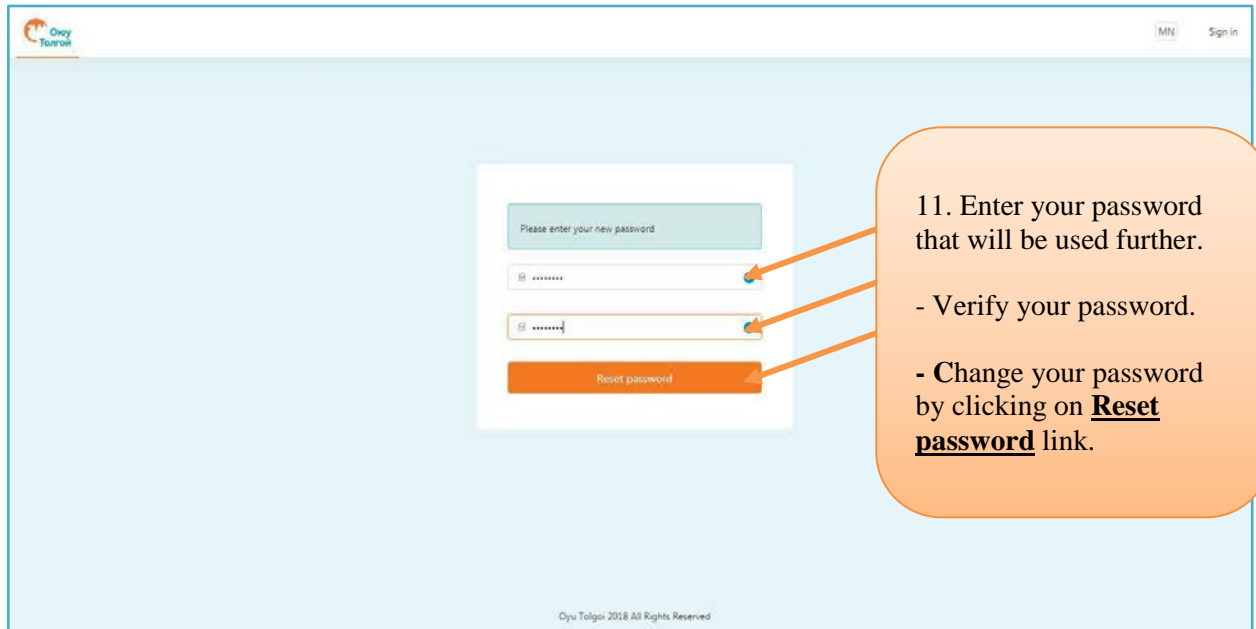 Оюу
Толгой
MN
Sign in
Please enter your new password
••••••••
••••••••
Reset password
11. Enter your password
that will be used further.
- Verify your password.
- Change your password
by clicking on Reset
password link.
Oyu Tolgoi 2018 All Rights Reserved